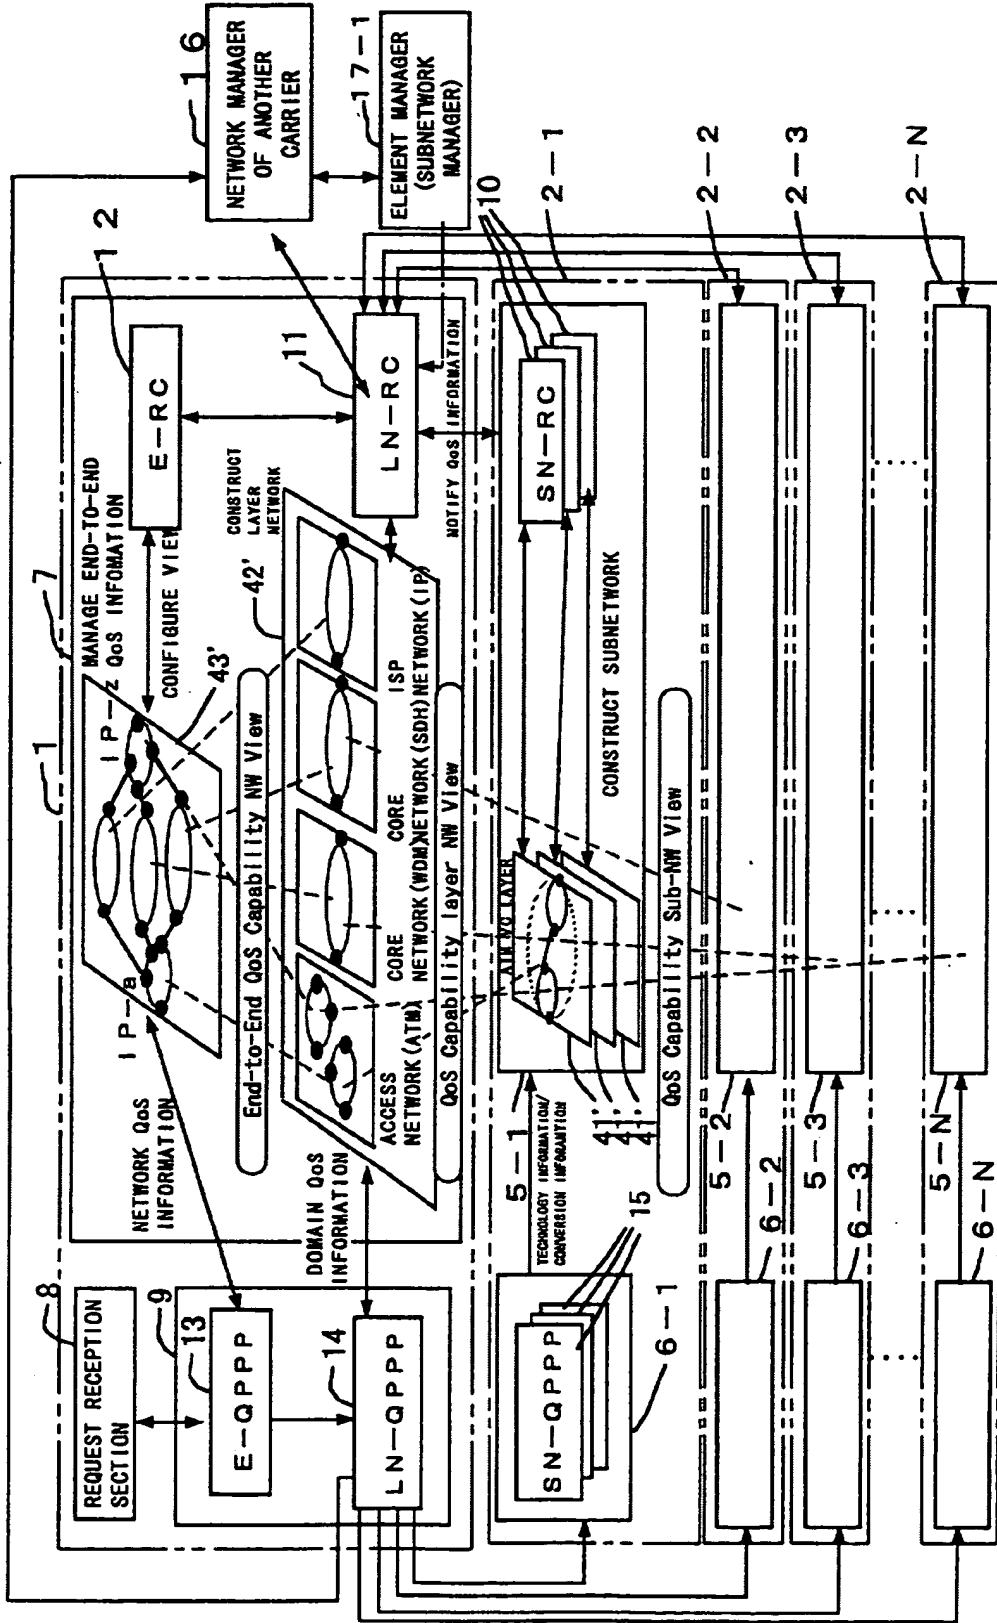 1
7
8
REQUEST RECEPTION
SECTION
9
13
E-QPPP
14
LN-QPPP
NETWORK QoS
INFORMATION
DOMAIN QoS
INFORMATION
MANAGE END-TO-END
QoS INFOMATION
IP-a
IP-z
CONFIGURE VIEW
43'
End-to-End QoS Capability NW View
42'
CONSTRUCT
LAYER
NETWORK
ACCESS
NETWORK(ATM)
CORE
NETWORK(WDM)
CORE
NETWORK(SDH)
ISP
NETWORK(IP)
QoS Capability layer NW View
12
E-RC
11
LN-RC
NOTIFY QoS INFORMATION
16
NETWORK MANAGER
OF ANOTHER
CARRIER
17-1
ELEMENT MANAGER
(SUBNETWORK
MANAGER)
2-1
6-1
SN-QPPP
15
TECHNOLOGY INFORMATION/
CONVERSION INFORAMTION
5-1
ATM VC LAYER
41'
41'
41'
CONSTRUCT SUBNETWORK
SN-RC
10
QoS Capability Sub-NW View
6-2
5-2
2-2
6-3
5-3
2-3
6-N
5-N
2-N